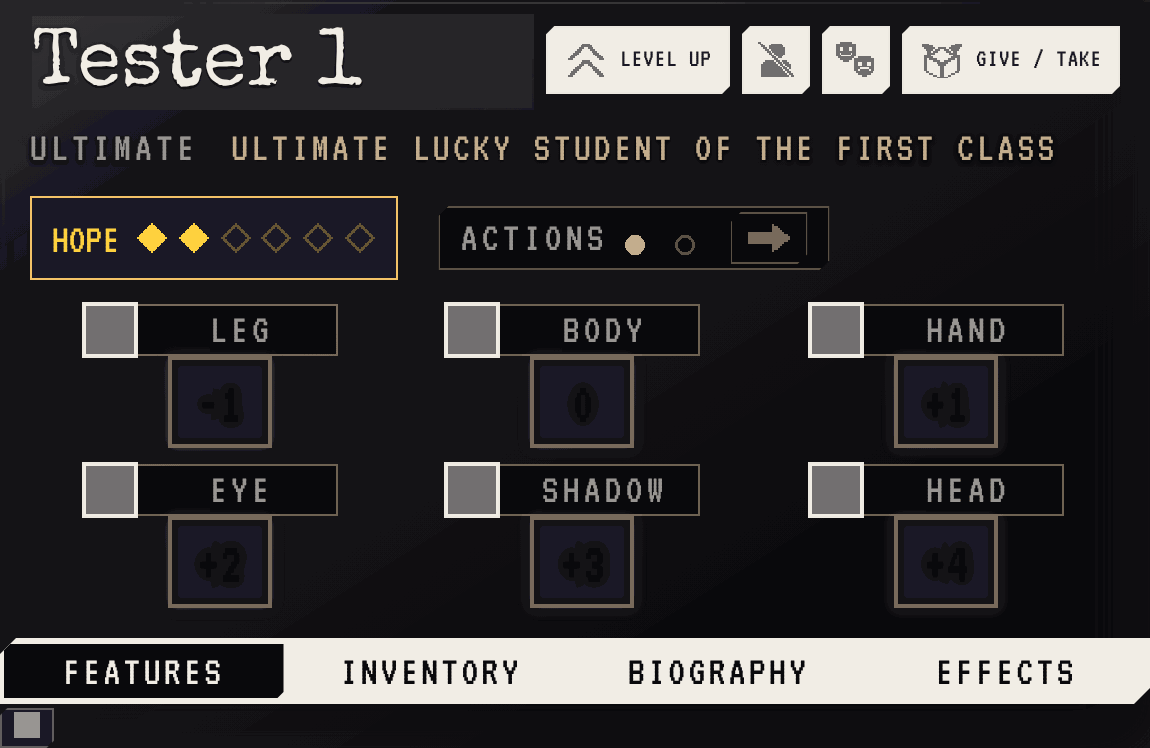 Tester 1
LEVEL UP
GIVE / TAKE
ULTIMATE ULTIMATE LUCKY STUDENT OF THE FIRST CLASS
HOPE
ACTIONS
LEG BODY HAND
-1 0 +1
EYE SHADOW HEAD
+2 +3 +4
FEATURES INVENTORY BIOGRAPHY EFFECTS